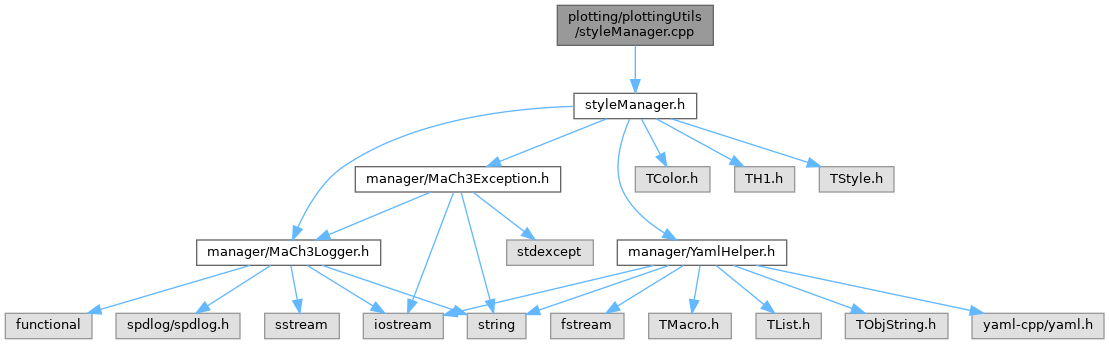 plotting/plottingUtils
/styleManager.cpp
styleManager.h
manager/MaCh3Exception.h
TColor.h
TH1.h
TStyle.h
manager/MaCh3Logger.h
stdexcept
manager/YamlHelper.h
functional
spdlog/spdlog.h
sstream
iostream
string
fstream
TMacro.h
TList.h
TObjString.h
yaml-cpp/yaml.h